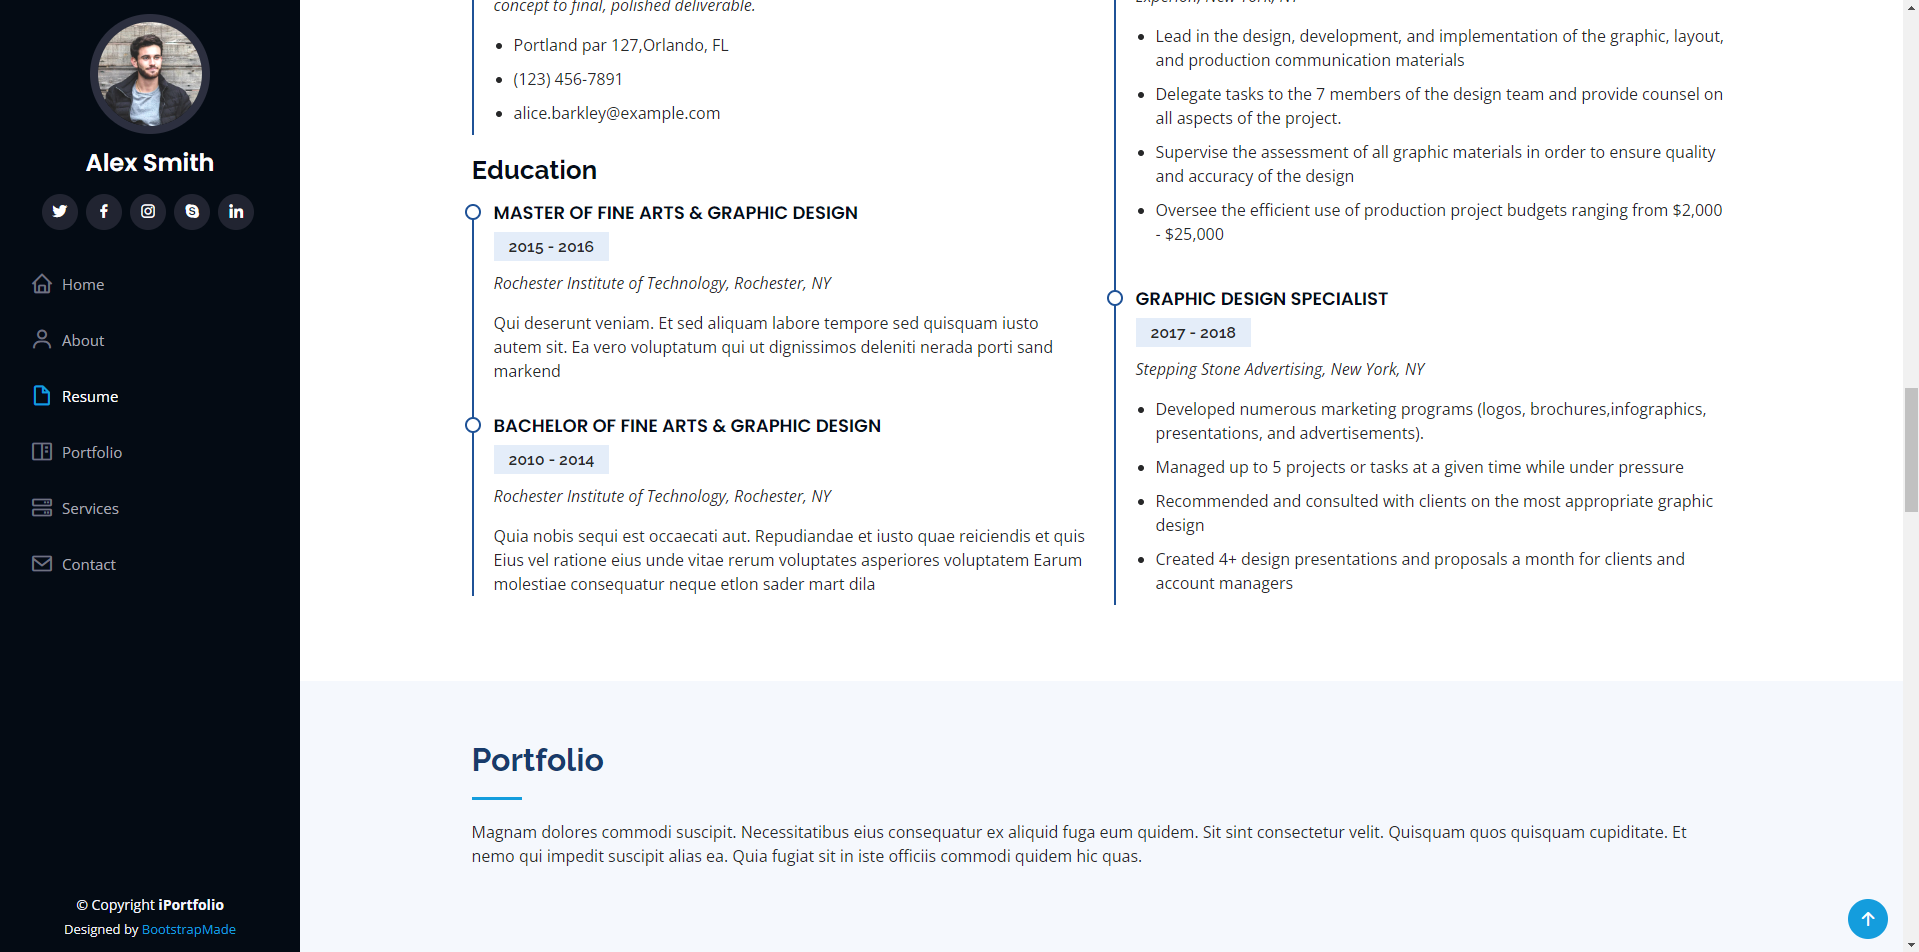 Alex Smith
Home
About
Resume
Portfolio
Services
Contact
© Copyright iPortfolio
Designed by BootstrapMade
concept to final, polished deliverable.
Portland par 127,Orlando, FL
(123) 456-7891
alice.barkley@example.com
Education
MASTER OF FINE ARTS & GRAPHIC DESIGN
2015 - 2016
Rochester Institute of Technology, Rochester, NY
Qui deserunt veniam. Et sed aliquam labore tempore sed quisquam iusto
autem sit. Ea vero voluptatum qui ut dignissimos deleniti nerada porti sand
markend
BACHELOR OF FINE ARTS & GRAPHIC DESIGN
2010 - 2014
Rochester Institute of Technology, Rochester, NY
Quia nobis sequi est occaecati aut. Repudiandae et iusto quae reiciendis et quis
Eius vel ratione eius unde vitae rerum voluptates asperiores voluptatem Earum
molestiae consequatur neque etlon sader mart dila
Experion, New York, NY
Lead in the design, development, and implementation of the graphic, layout,
and production communication materials
Delegate tasks to the 7 members of the design team and provide counsel on
all aspects of the project.
Supervise the assessment of all graphic materials in order to ensure quality
and accuracy of the design
Oversee the efficient use of production project budgets ranging from $2,000
- $25,000
GRAPHIC DESIGN SPECIALIST
2017 - 2018
Stepping Stone Advertising, New York, NY
Developed numerous marketing programs (logos, brochures,infographics,
presentations, and advertisements).
Managed up to 5 projects or tasks at a given time while under pressure
Recommended and consulted with clients on the most appropriate graphic
design
Created 4+ design presentations and proposals a month for clients and
account managers
Portfolio
Magnam dolores commodi suscipit. Necessitatibus eius consequatur ex aliquid fuga eum quidem. Sit sint consectetur velit. Quisquam quos quisquam cupiditate. Et
nemo qui impedit suscipit alias ea. Quia fugiat sit in iste officiis commodi quidem hic quas.